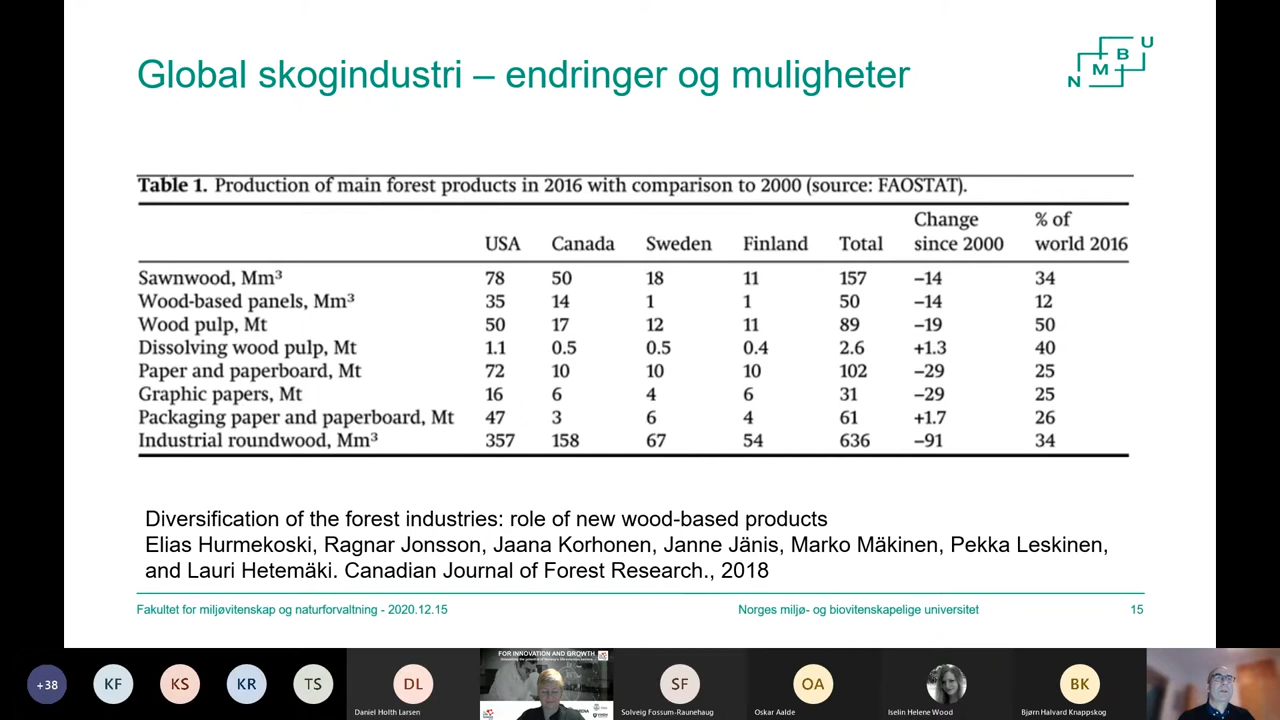 Global skogindustri – endringer og muligheter
N M B U
Table 1. Production of main forest products in 2016 with comparison to 2000 (source: FAOSTAT).
USA Canada Sweden Finland Total Change since 2000 % of world 2016
Sawnwood, Mm³ 78 50 18 11 157 –14 34
Wood-based panels, Mm³ 35 14 1 1 50 –14 12
Wood pulp, Mt 50 17 12 11 89 –19 50
Dissolving wood pulp, Mt 1.1 0.5 0.5 0.4 2.6 +1.3 40
Paper and paperboard, Mt 72 10 10 10 102 –29 25
Graphic papers, Mt 16 6 4 6 31 –29 25
Packaging paper and paperboard, Mt 47 3 6 4 61 +1.7 26
Industrial roundwood, Mm³ 357 158 67 54 636 –91 34
Diversification of the forest industries: role of new wood-based products
Elias Hurmekoski, Ragnar Jonsson, Jaana Korhonen, Janne Jänis, Marko Mäkinen, Pekka Leskinen,
and Lauri Hetemäki. Canadian Journal of Forest Research., 2018
Fakultet for miljøvitenskap og naturforvaltning - 2020.12.15 Norges miljø- og biovitenskapelige universitet 15
FOR INNOVATION AND GROWTH
+38 KF KS KR TS DL SF OA BK
Daniel Holth Larsen Solveig Fossum-Raunehaug Oskar Aalde Iselin Helene Wood Bjørn Halvard Knappskog